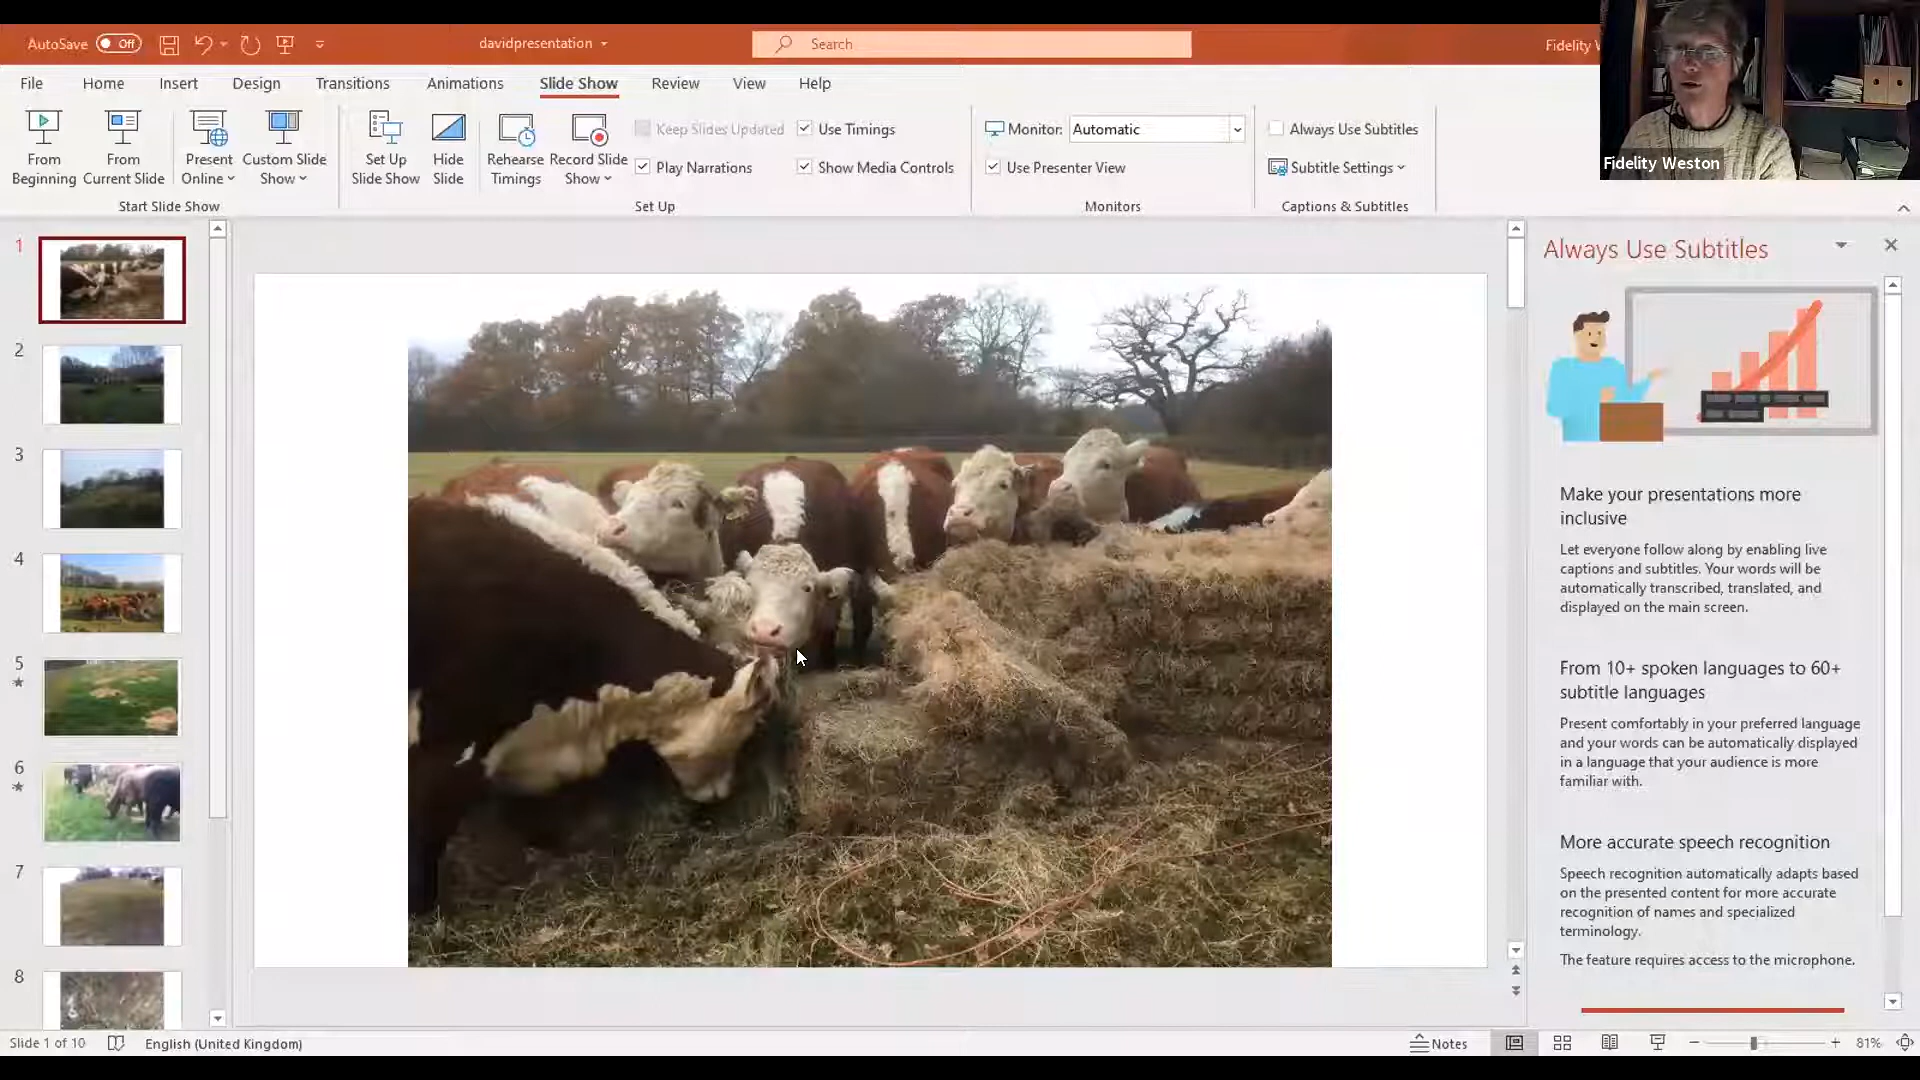 AutoSave Off
davidpresentation
Search
Fidelity W
Fidelity Weston
File Home Insert Design Transitions Animations Slide Show Review View Help
From Beginning
From Current Slide
Present Online
Custom Slide Show
Start Slide Show
Set Up Slide Show
Hide Slide
Rehearse Timings
Record Slide Show
Keep Slides Updated
Play Narrations
Use Timings
Show Media Controls
Set Up
Monitor: Automatic
Use Presenter View
Monitors
Always Use Subtitles
Subtitle Settings
Captions & Subtitles
1
2
3
4
5
6
7
8
Always Use Subtitles
Make your presentations more
inclusive
Let everyone follow along by enabling live
captions and subtitles. Your words will be
automatically transcribed, translated, and
displayed on the main screen.
From 10+ spoken languages to 60+
subtitle languages
Present comfortably in your preferred language
and your words can be automatically displayed
in a language that your audience is more
familiar with.
More accurate speech recognition
Speech recognition automatically adapts based
on the presented content for more accurate
recognition of names and specialized
terminology.
The feature requires access to the microphone.
Slide 1 of 10 English (United Kingdom) Notes 81%